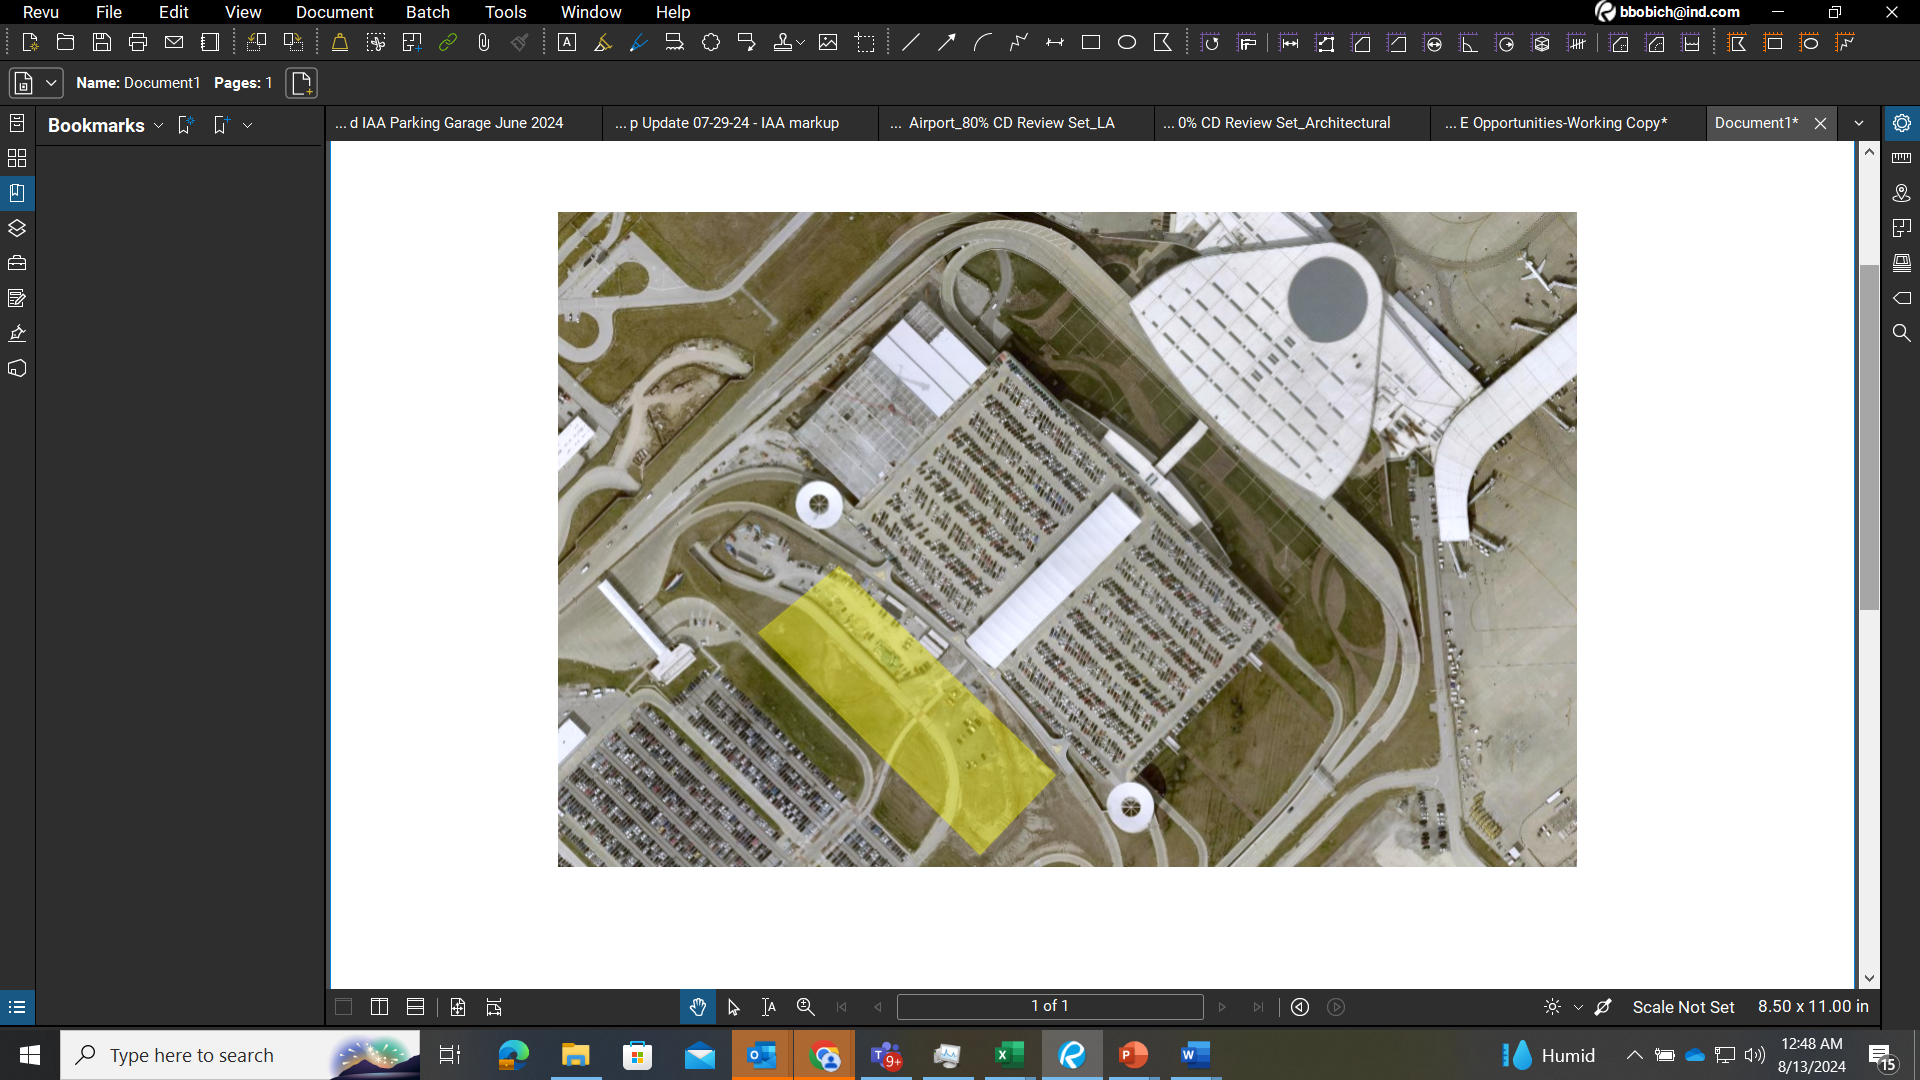 Revu File Edit View Document Batch Tools Window Help bbobich@ind.com
Name: Document1 Pages: 1
Bookmarks
... d IAA Parking Garage June 2024 ... p Update 07-29-24 - IAA markup ... Airport_80% CD Review Set_LA ... 0% CD Review Set_Architectural ... E Opportunities-Working Copy* Document1*
1 of 1 Scale Not Set 8.50 x 11.00 in
Type here to search
9+
Humid
12:48 AM
8/13/2024
15